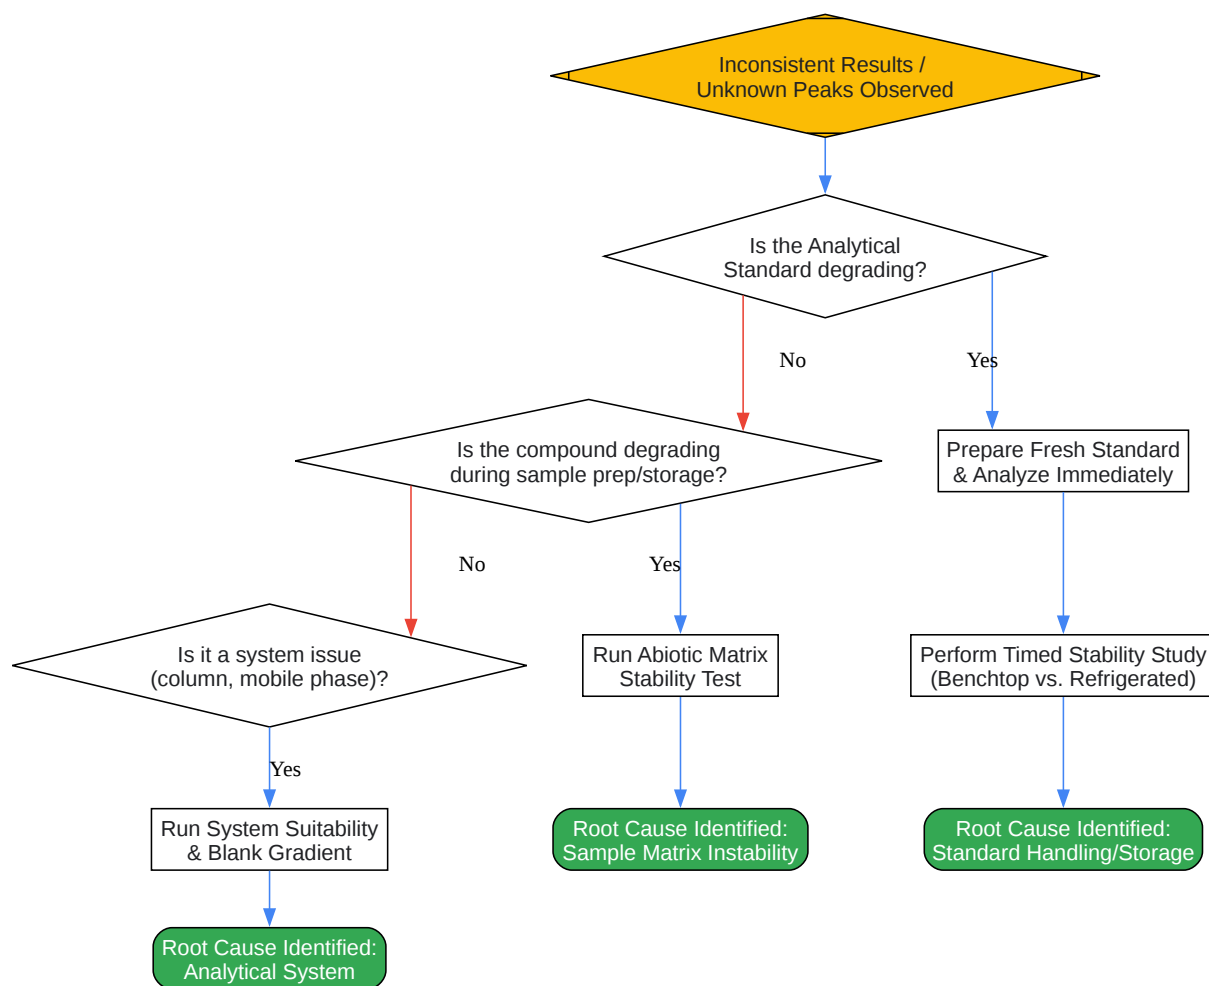 Inconsistent Results /
Unknown Peaks Observed
Is the Analytical
Standard degrading?
No
Yes
Is the compound degrading
during sample prep/storage?
Prepare Fresh Standard
& Analyze Immediately
No
Yes
Is it a system issue
(column, mobile phase)?
Run Abiotic Matrix
Stability Test
Perform Timed Stability Study
(Benchtop vs. Refrigerated)
Yes
Run System Suitability
& Blank Gradient
Root Cause Identified:
Sample Matrix Instability
Root Cause Identified:
Standard Handling/Storage
Root Cause Identified:
Analytical System